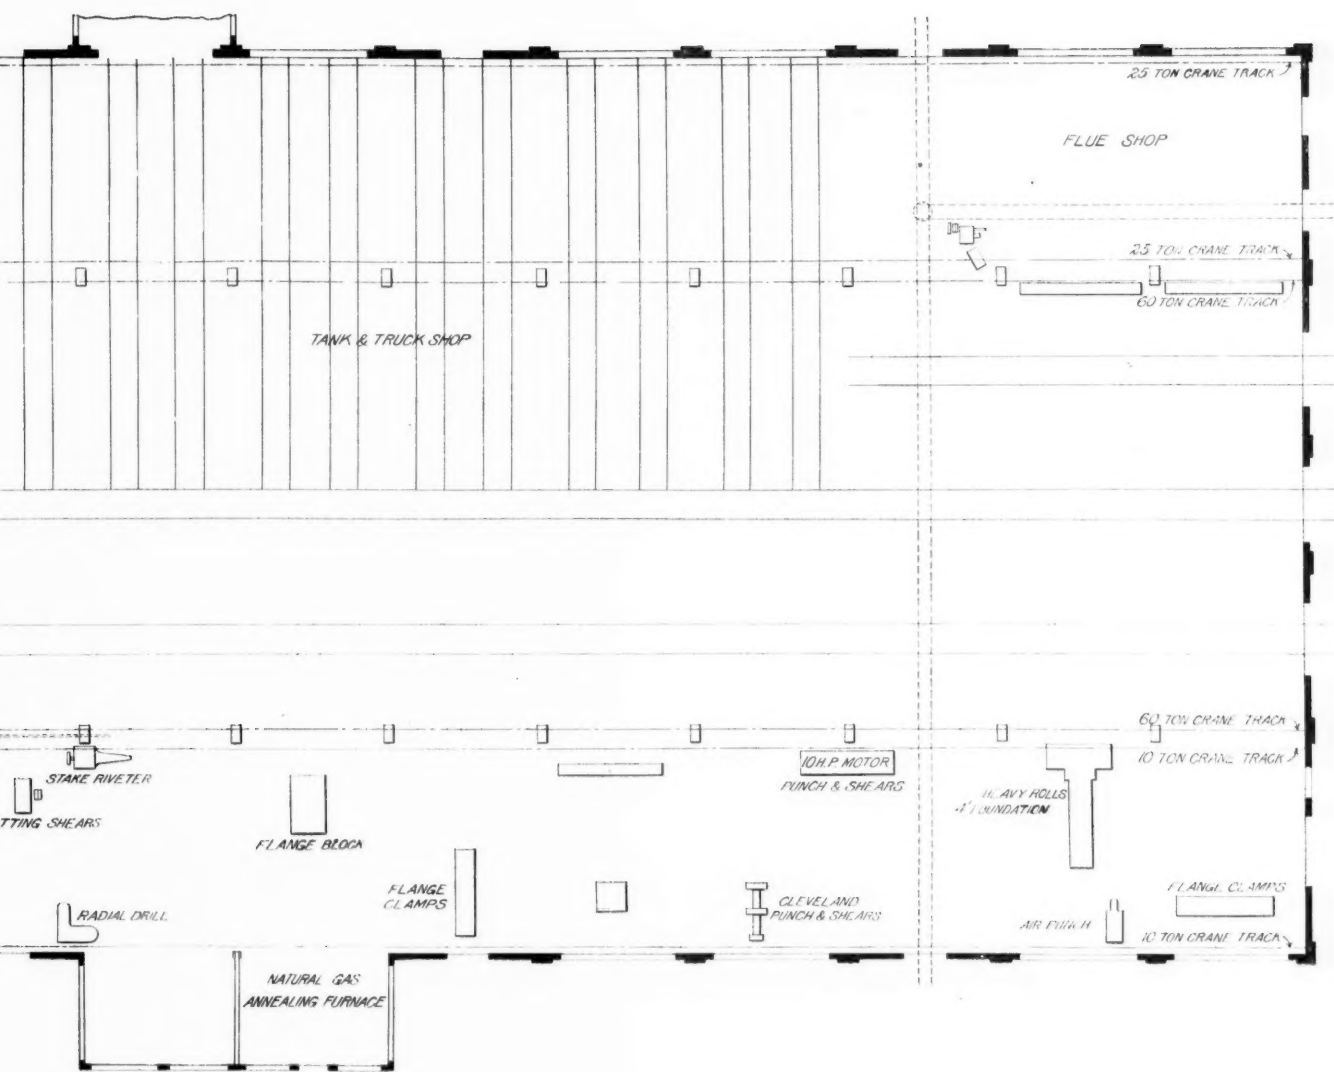 25 TON CRANE TRACK
FLUE SHOP
25 TON CRANE TRACK
60 TON CRANE TRACK
TANK & TRUCK SHOP
60 TON CRANE TRACK
10 TON CRANE TRACK
STAKE RIVETER
10 H.P. MOTOR
PUNCH & SHEARS
HEAVY ROLLS
4' FOUNDATION
TTING SHEARS
FLANGE BLOCK
FLANGE
CLAMPS
CLEVELAND
PUNCH & SHEARS
FLANGE CLAMPS
RADIAL DRILL
AIR PUNCH
10 TON CRANE TRACK
NATURAL GAS
ANNEALING FURNACE